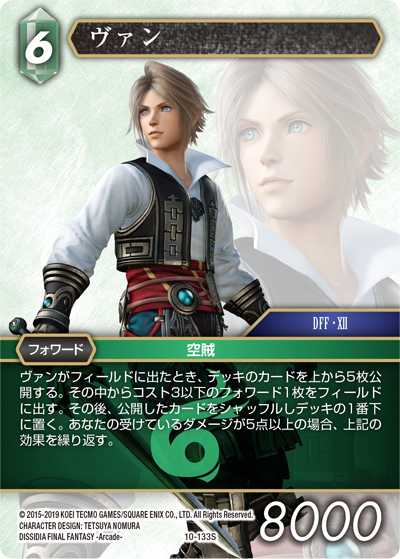 6
ヴァン
DFF・XII
フォワード
空賊
ヴァンがフィールドに出たとき、デッキのカードを上から5枚公
開する。その中からコスト3以下のフォワード1枚をフィールド
に出す。その後、公開したカードをシャッフルしデッキの1番下
に置く。あなたの受けているダメージが5点以上の場合、上記の
効果を繰り返す。
© 2015-2019 KOEI TECMO GAMES/SQUARE ENIX CO., LTD. All Rights Reserved.
CHARACTER DESIGN: TETSUYA NOMURA
DISSIDIA FINAL FANTASY -Arcade-
10-133S
8000